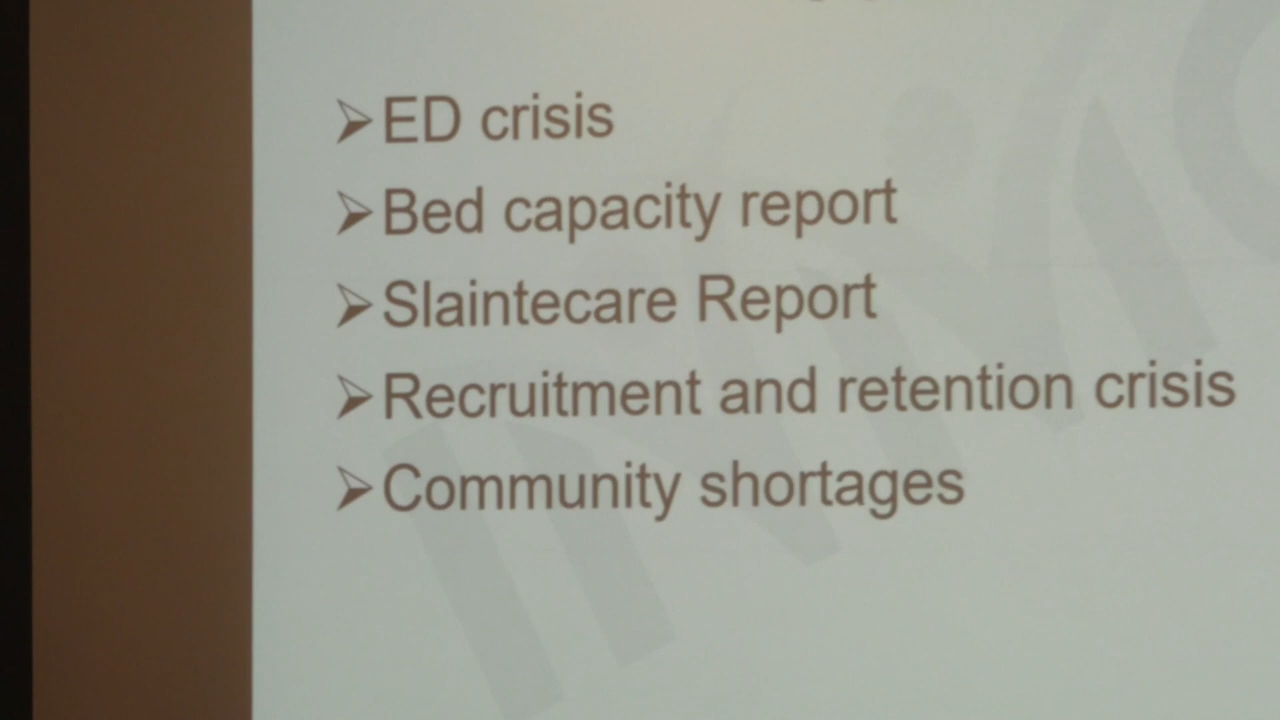 ED crisis
Bed capacity report
Slaintecare Report
Recruitment and retention crisis
Community shortages